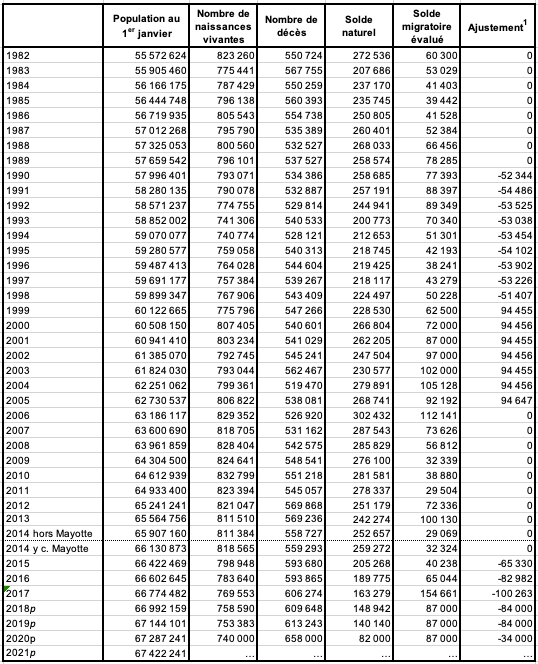 Population au 1er janvier Nombre de naissances vivantes Nombre de décès Solde naturel Solde migratoire évalué Ajustement1
1982 55 572 624 823 260 550 724 272 536 60 300 0
1983 55 905 460 775 441 567 755 207 686 53 029 0
1984 56 166 175 787 429 550 259 237 170 41 403 0
1985 56 444 748 796 138 560 393 235 745 39 442 0
1986 56 719 935 805 543 554 738 250 805 41 528 0
1987 57 012 268 795 790 535 389 260 401 52 384 0
1988 57 325 053 800 560 532 527 268 033 66 456 0
1989 57 659 542 796 101 537 527 258 574 78 285 0
1990 57 996 401 793 071 534 386 258 685 77 393 -52 344
1991 58 280 135 790 078 532 887 257 191 88 397 -54 486
1992 58 571 237 774 755 529 814 244 941 89 349 -53 525
1993 58 852 002 741 306 540 533 200 773 70 340 -53 038
1994 59 070 077 740 774 528 121 212 653 51 301 -53 454
1995 59 280 577 759 058 540 313 218 745 42 193 -54 102
1996 59 487 413 764 028 544 604 219 425 38 241 -53 902
1997 59 691 177 757 384 539 267 218 117 43 279 -53 226
1998 59 899 347 767 906 543 409 224 497 50 228 -51 407
1999 60 122 665 775 796 547 266 228 530 62 500 94 455
2000 60 508 150 807 405 540 601 266 804 72 000 94 456
2001 60 941 410 803 234 541 029 262 205 87 000 94 455
2002 61 385 070 792 745 545 241 247 504 97 000 94 456
2003 61 824 030 793 044 562 467 230 577 102 000 94 455
2004 62 251 062 799 361 519 470 279 891 105 128 94 456
2005 62 730 537 806 822 538 081 268 741 92 192 94 647
2006 63 186 117 829 352 526 920 302 432 112 141 0
2007 63 600 690 818 705 531 162 287 543 73 626 0
2008 63 961 859 828 404 542 575 285 829 56 812 0
2009 64 304 500 824 641 548 541 276 100 32 339 0
2010 64 612 939 832 799 551 218 281 581 38 880 0
2011 64 933 400 823 394 545 057 278 337 29 504 0
2012 65 241 241 821 047 569 868 251 179 72 336 0
2013 65 564 756 811 510 569 236 242 274 100 130 0
2014 hors Mayotte 65 907 160 811 384 558 727 252 657 29 069 0
2014 y c. Mayotte 66 130 873 818 565 559 293 259 272 32 324 0
2015 66 422 469 798 948 593 680 205 268 40 238 -65 330
2016 66 602 645 783 640 593 865 189 775 65 044 -82 982
2017 66 774 482 769 553 606 274 163 279 154 661 -100 263
2018p 66 992 159 758 590 609 648 148 942 87 000 -84 000
2019p 67 144 101 753 383 613 243 140 140 87 000 -84 000
2020p 67 287 241 740 000 658 000 82 000 87 000 -34 000
2021p 67 422 241 ... ... ... ... ...